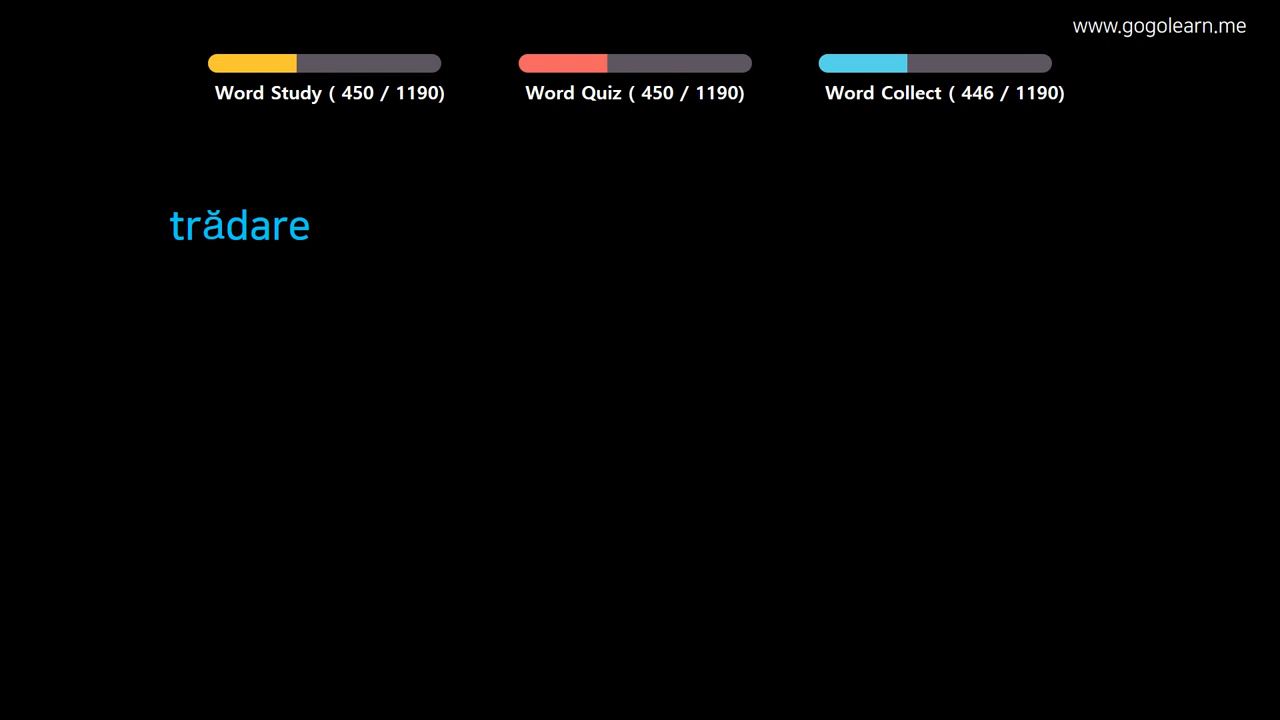 www.gogolearn.me
Word Study ( 450 / 1190)
Word Quiz ( 450 / 1190)
Word Collect ( 446 / 1190)
trădare